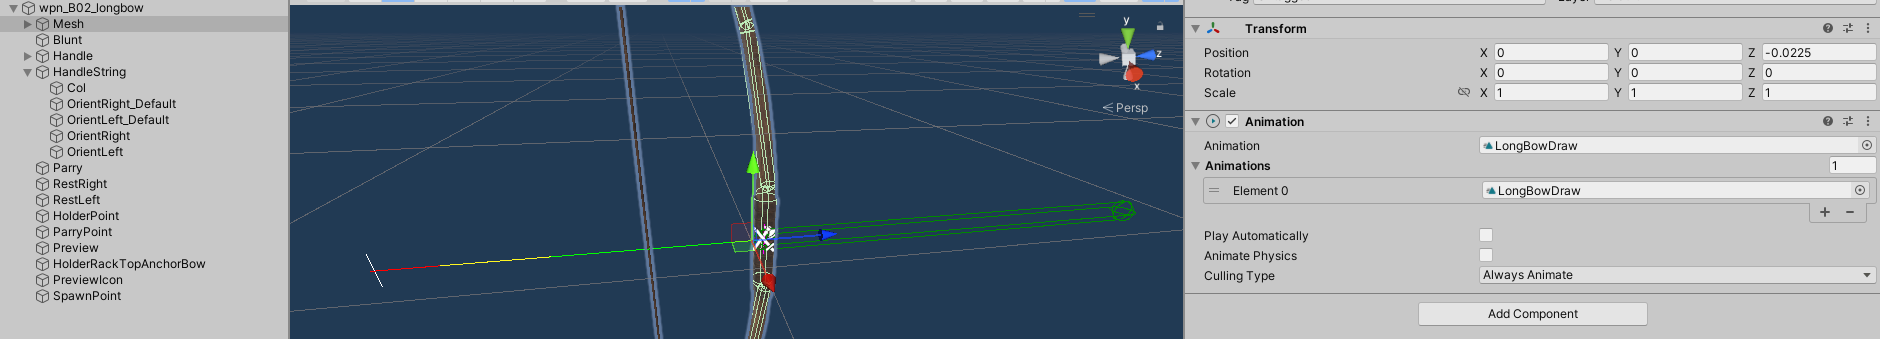 wpn_B02_longbow
Mesh
Blunt
Handle
HandleString
Col
OrientRight_Default
OrientLeft_Default
OrientRight
OrientLeft
Parry
RestRight
RestLeft
HolderPoint
ParryPoint
Preview
HolderRackTopAnchorBow
PreviewIcon
SpawnPoint
y
z
x
Persp
Transform
Position X 0 Y 0 Z -0.0225
Rotation X 0 Y 0 Z 0
Scale X 1 Y 1 Z 1
Animation
Animation LongBowDraw
Animations 1
Element 0 LongBowDraw
Play Automatically
Animate Physics
Culling Type Always Animate
Add Component